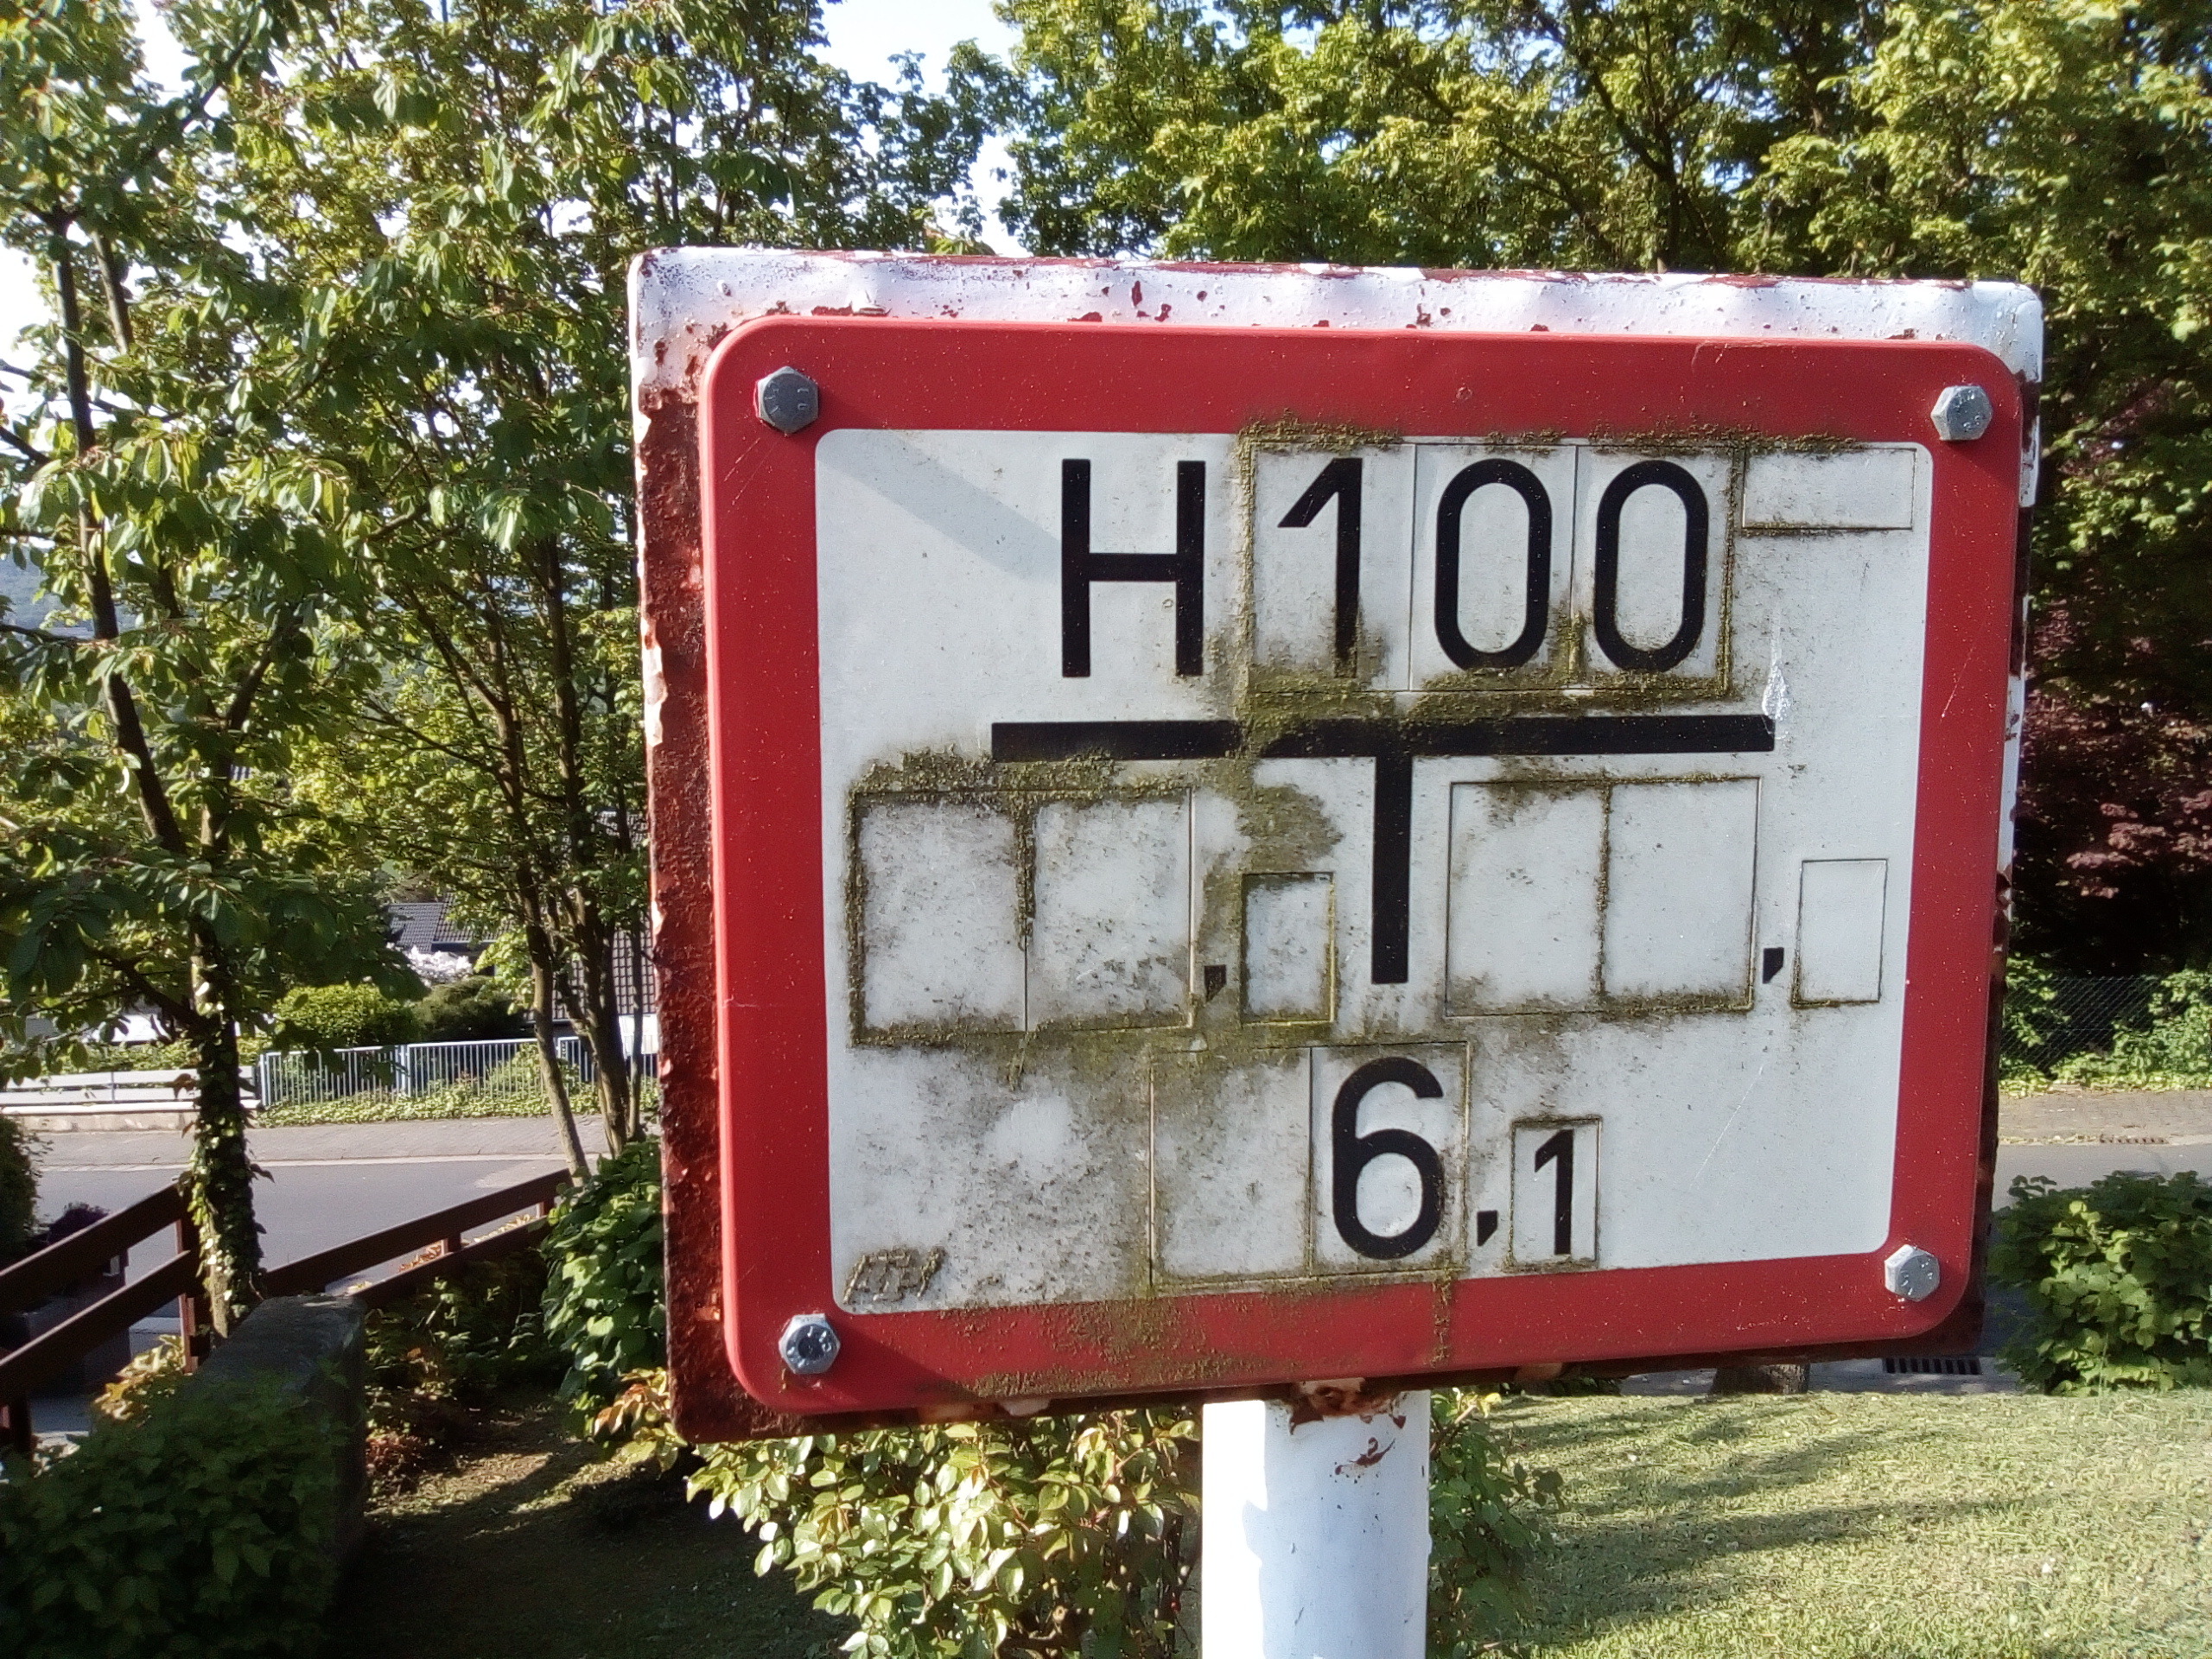 H100
, ,
6,1